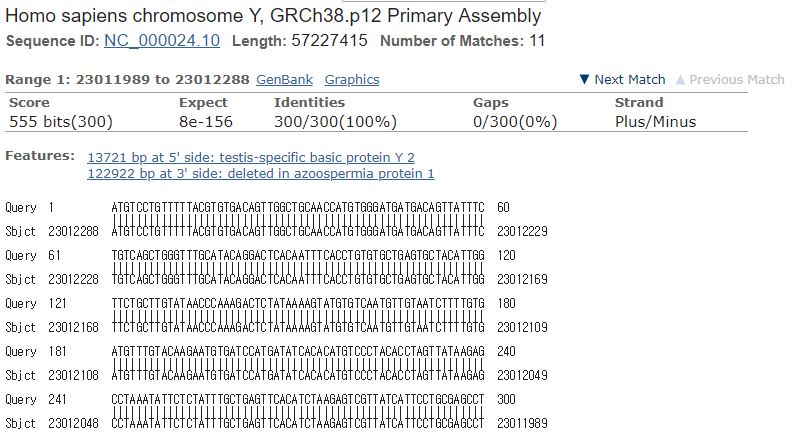 Homo sapiens chromosome Y, GRCh38.p12 Primary Assembly
Sequence ID: NC_000024.10 Length: 57227415 Number of Matches: 11
Range 1: 23011989 to 23012288 GenBank Graphics ▼ Next Match ▲ Previous Match
Score Expect Identities Gaps Strand
555 bits(300) 8e-156 300/300(100%) 0/300(0%) Plus/Minus
Features: 13721 bp at 5' side: testis-specific basic protein Y 2
122922 bp at 3' side: deleted in azoospermia protein 1
Query 1 ATGTCCTGTTTTTACGTGTGACAGTTGGCTGCAACCATGTGGGATGATGACAGTTATTTC 60
||||||||||||||||||||||||||||||||||||||||||||||||||||||||||||
Sbjct 23012288 ATGTCCTGTTTTTACGTGTGACAGTTGGCTGCAACCATGTGGGATGATGACAGTTATTTC 23012229
Query 61 TGTCAGCTGGGTTTGCATACAGGACTCACAATTTCACCTGTGTGCTGAGTGCTACATTGG 120
||||||||||||||||||||||||||||||||||||||||||||||||||||||||||||
Sbjct 23012228 TGTCAGCTGGGTTTGCATACAGGACTCACAATTTCACCTGTGTGCTGAGTGCTACATTGG 23012169
Query 121 TTCTGCTTGTATAACCCAAAGACTCTATAAAAGTATGTGTCAATGTTGTAATCTTTTGTG 180
||||||||||||||||||||||||||||||||||||||||||||||||||||||||||||
Sbjct 23012168 TTCTGCTTGTATAACCCAAAGACTCTATAAAAGTATGTGTCAATGTTGTAATCTTTTGTG 23012109
Query 181 ATGTTTGTACAAGAATGTGATCCATGATATCACACATGTCCCTACACCTAGTTATAAGAG 240
||||||||||||||||||||||||||||||||||||||||||||||||||||||||||||
Sbjct 23012108 ATGTTTGTACAAGAATGTGATCCATGATATCACACATGTCCCTACACCTAGTTATAAGAG 23012049
Query 241 CCTAAATATTCTCTATTTGCTGAGTTCACATCTAAGAGTCGTTATCATTCCTGCGAGCCT 300
||||||||||||||||||||||||||||||||||||||||||||||||||||||||||||
Sbjct 23012048 CCTAAATATTCTCTATTTGCTGAGTTCACATCTAAGAGTCGTTATCATTCCTGCGAGCCT 23011989